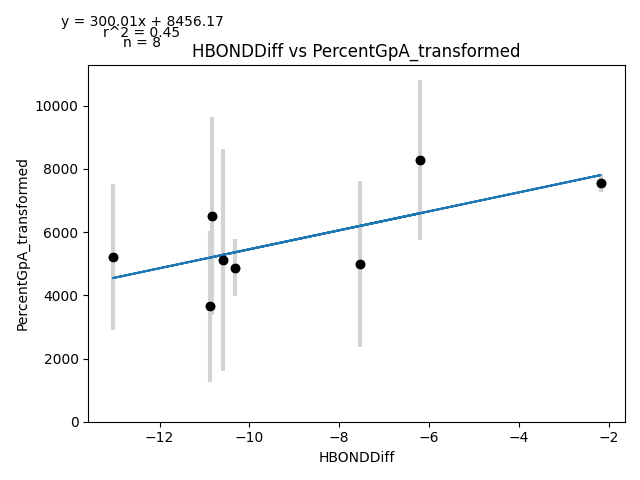 y = 300.01x + 8456.17
r^2 = 0.45
n = 8
HBONDDiff vs PercentGpA_transformed
PercentGpA_transformed
10000
8000
6000
4000
2000
0
−12
−10
−8
−6
−4
−2
HBONDDiff